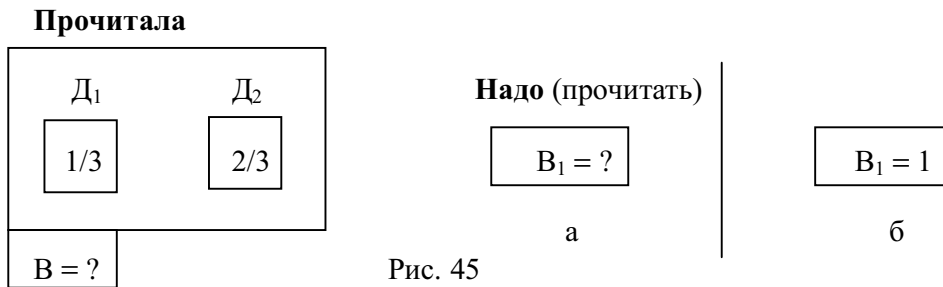 Прочитала
Д₁ Д₂
Надо (прочитать)
1/3 2/3 В₁ = ? В₁ = 1
а б
В = ? Рис. 45